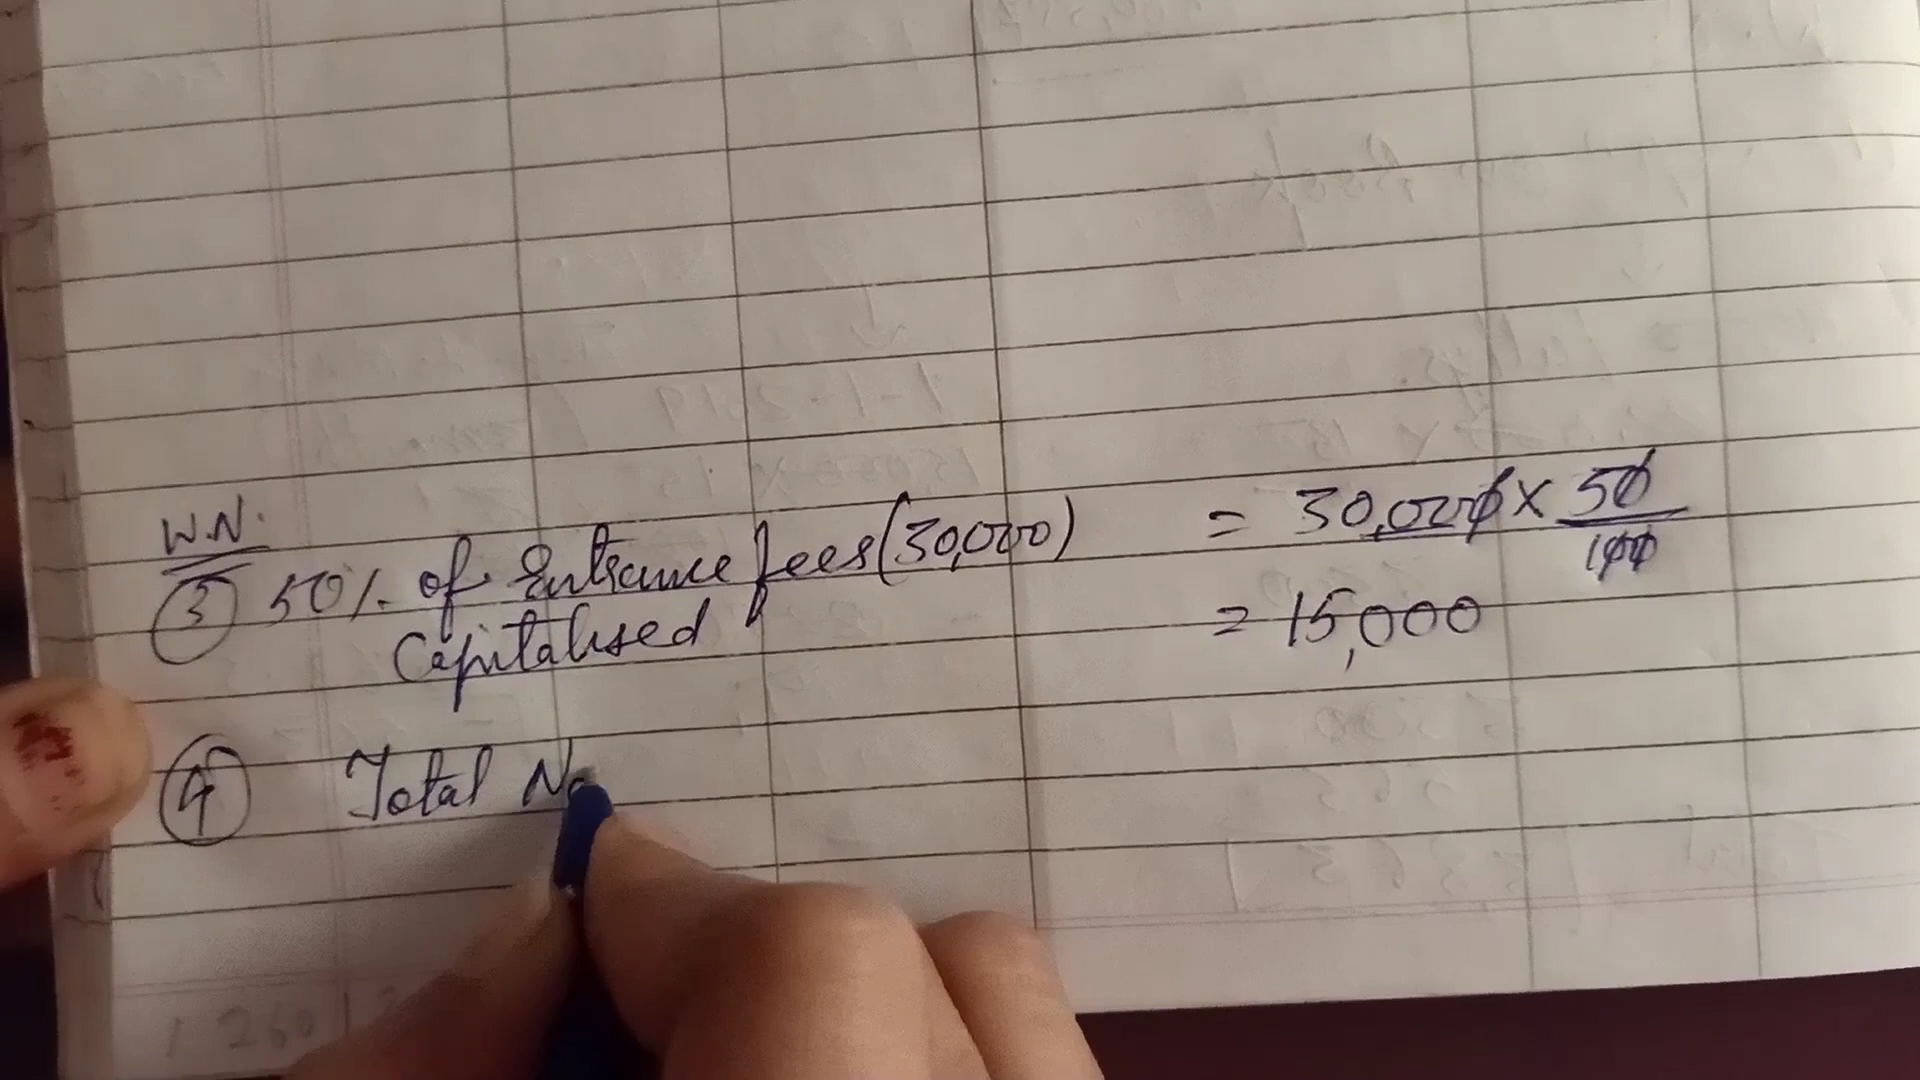 W.N.
③ 50% of Entrance fees (30,000) = 30,000 x 50/100
Capitalised = 15,000
④ Total No